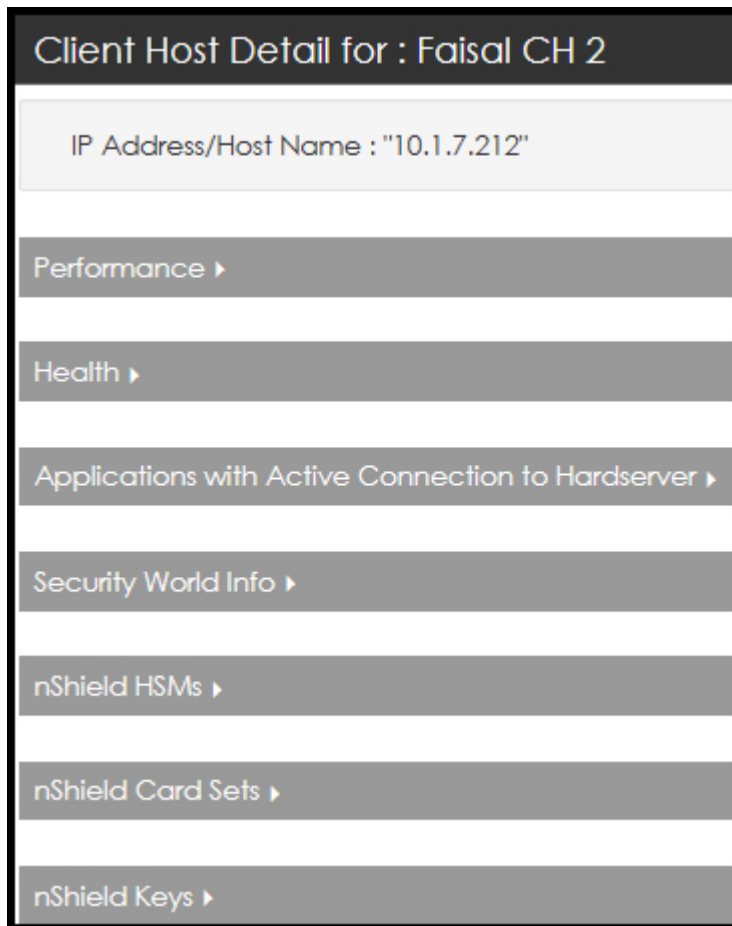 Client Host Detail for : Faisal CH 2
IP Address/Host Name : "10.1.7.212"
Performance
Health
Applications with Active Connection to Hardserver
Security World Info
nShield HSMs
nShield Card Sets
nShield Keys